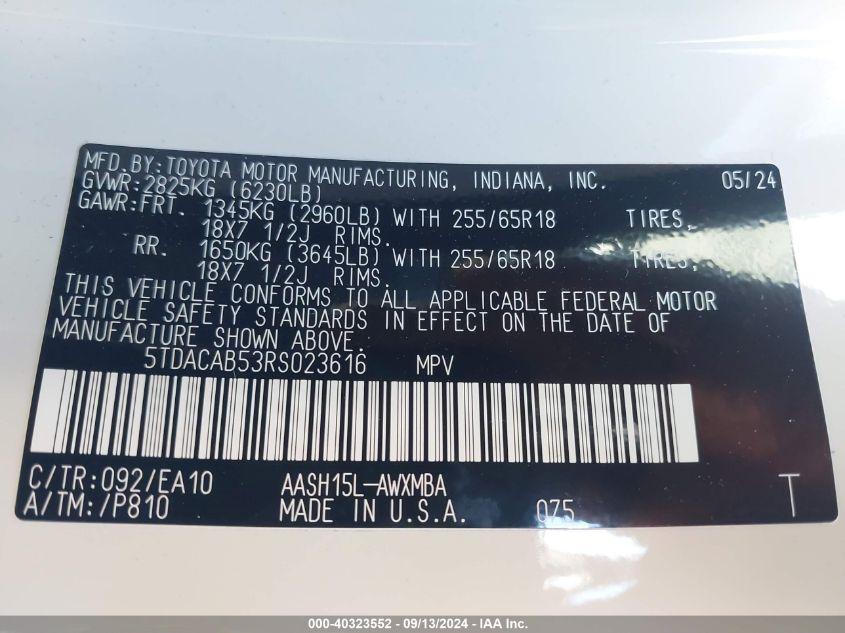 MFD.BY:TOYOTA MOTOR MANUFACTURING, INDIANA, INC. 05/24
GVWR:2825KG (6230LB)
GAWR:FRT. 1345KG (2960LB) WITH 255/65R18 TIRES,
18X7 1/2J RIMS.
RR. 1650KG (3645LB) WITH 255/65R18 TIRES,
18X7 1/2J RIMS.
THIS VEHICLE CONFORMS TO ALL APPLICABLE FEDERAL MOTOR
VEHICLE SAFETY STANDARDS IN EFFECT ON THE DATE OF
MANUFACTURE SHOWN ABOVE.
5TDACAB53RS023616 MPV
C/TR:092/EA10 AASH15L-AWXMBA
A/TM:/P810 MADE IN U.S.A. 075 T
000-40323552 - 09/13/2024 - IAA Inc.